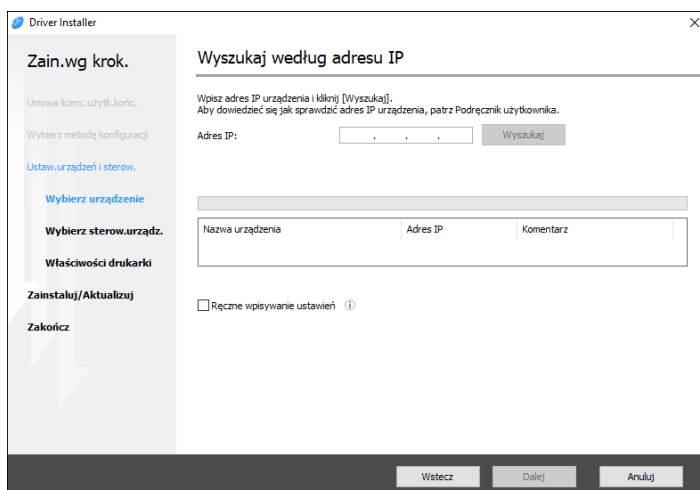 Driver Installer
Zain.wg krok.
Umowa licenc.użytk.końc.
Wybierz metodę konfiguracji
Ustaw.urządzeń i sterow.
Wybierz urządzenie
Wybierz sterow.urządz.
Właściwości drukarki
Zainstaluj/Aktualizuj
Zakończ
Wyszukaj według adresu IP
Wpisz adres IP urządzenia i kliknij [Wyszukaj].
Aby dowiedzieć się jak sprawdzić adres IP urządzenia, patrz Podręcznik użytkownika.
Adres IP: . . . Wyszukaj
Nazwa urządzenia Adres IP Komentarz
Ręczne wpisywanie ustawień
Wstecz Dalej Anuluj